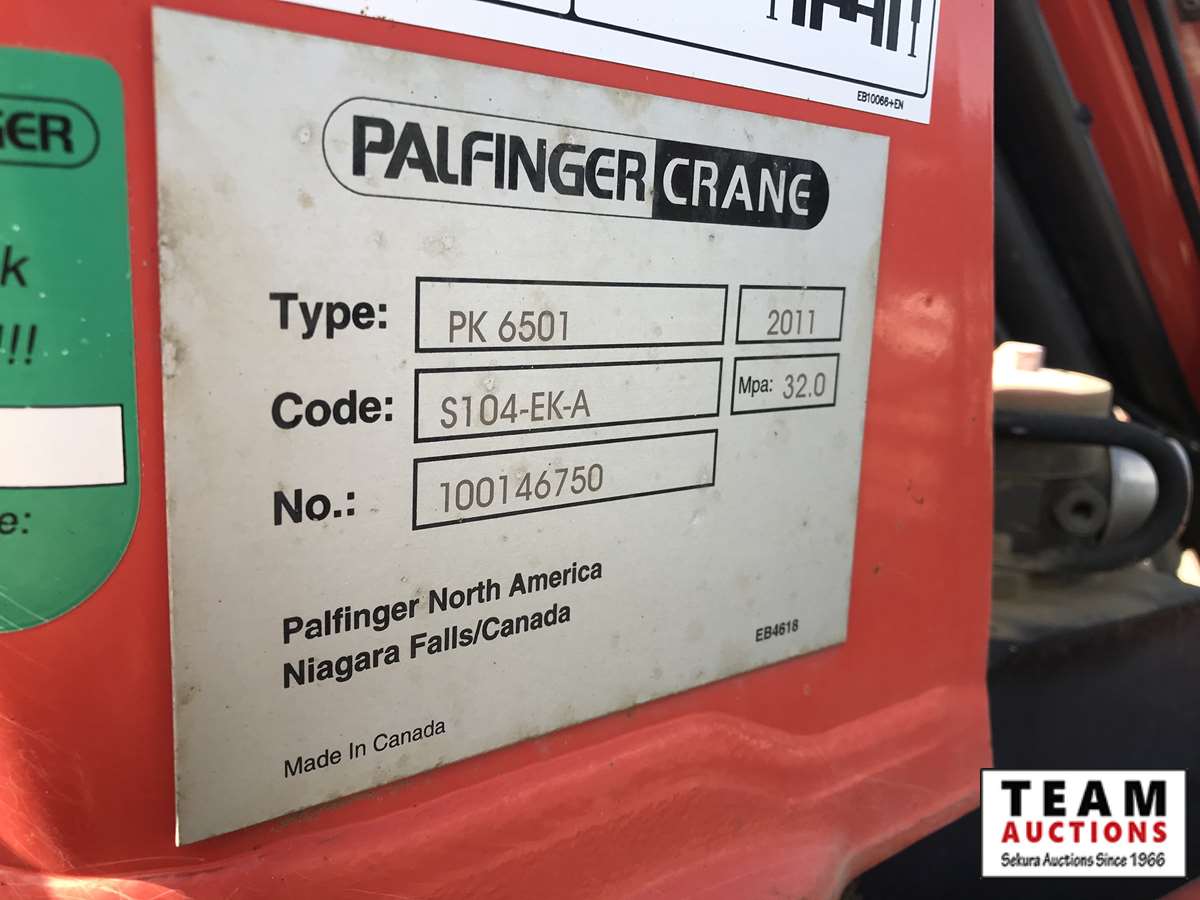 EB10066+EN
GER
k
!!!
e:
PALFINGER CRANE
Type: PK 6501 2011
Code: S104-EK-A Mpa: 32.0
No.: 100146750
Palfinger North America
Niagara Falls/Canada
EB4618
Made In Canada
TEAM
AUCTIONS
Sekura Auctions Since 1966